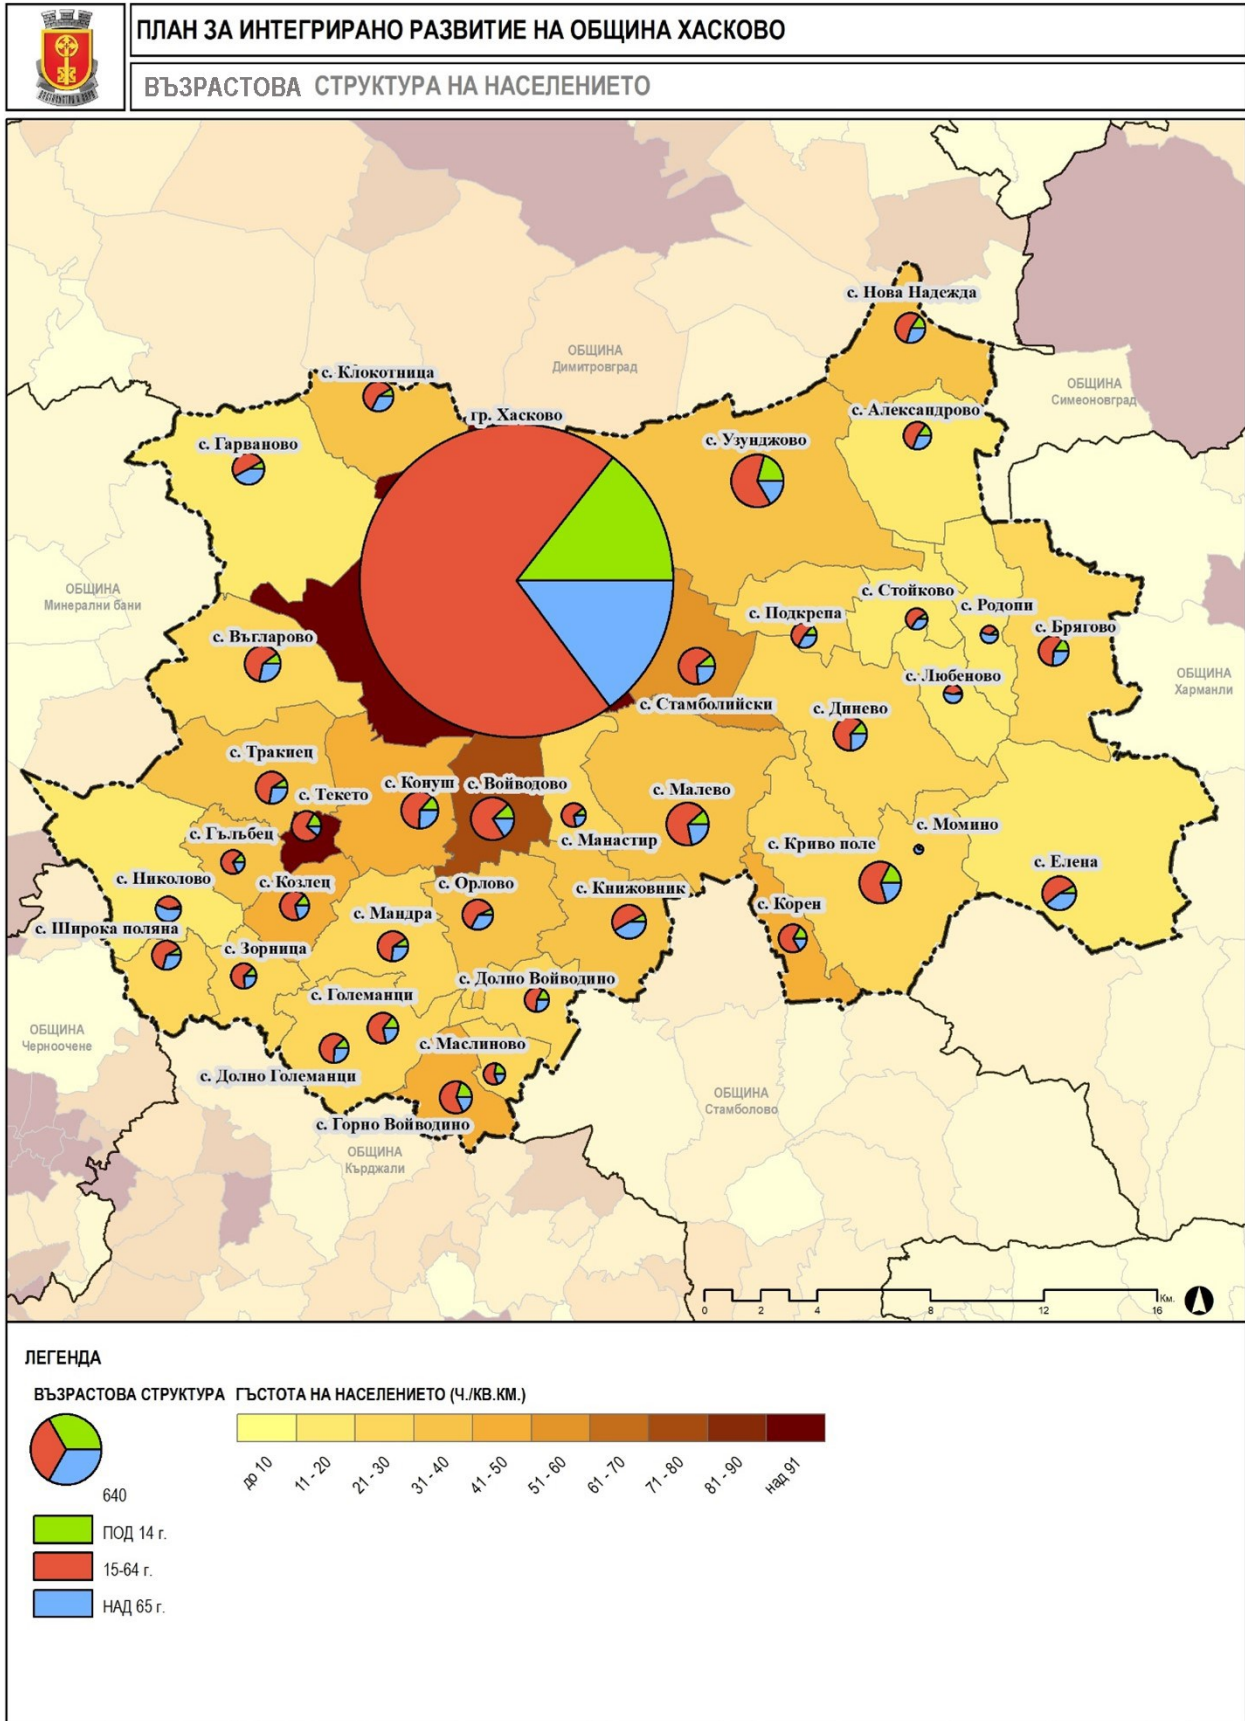 ПЛАН ЗА ИНТЕГРИРАНО РАЗВИТИЕ НА ОБЩИНА ХАСКОВО
ВЪЗРАСТОВА СТРУКТУРА НА НАСЕЛЕНИЕТО
с. Нова Надежда
ОБЩИНА
Димитровград
с. Клокотница
ОБЩИНА
Симеоновград
гр. Хасково
с. Александрово
с. Гарваново
с. Узунджово
ОБЩИНА
Минерални бани
с. Стойково
с. Подкрепа
с. Родопи
с. Брягово
с. Въгларово
с. Любеново
ОБЩИНА
Харманли
с. Стамболийски
с. Динево
с. Тракиец
с. Текето
с. Конуш
с. Войводово
с. Малево
с. Момино
с. Гълъбец
с. Манастир
с. Криво поле
с. Елена
с. Николово
с. Козлец
с. Орлово
с. Книжовник
с. Корен
с. Широка поляна
с. Мандра
с. Зорница
с. Долно Войводино
с. Големанци
ОБЩИНА
Черноочене
с. Маслиново
с. Долно Големанци
ОБЩИНА
Стамболово
с. Горно Войводино
ОБЩИНА
Кърджали
0 2 4 8 12 16 Км.
ЛЕГЕНДА
ВЪЗРАСТОВА СТРУКТУРА ГЪСТОТА НА НАСЕЛЕНИЕТО (Ч./КВ.КМ.)
до 10 11 - 20 21 - 30 31 - 40 41 - 50 51 - 60 61 - 70 71 - 80 81 - 90 над 91
640
ПОД 14 г.
15-64 г.
НАД 65 г.